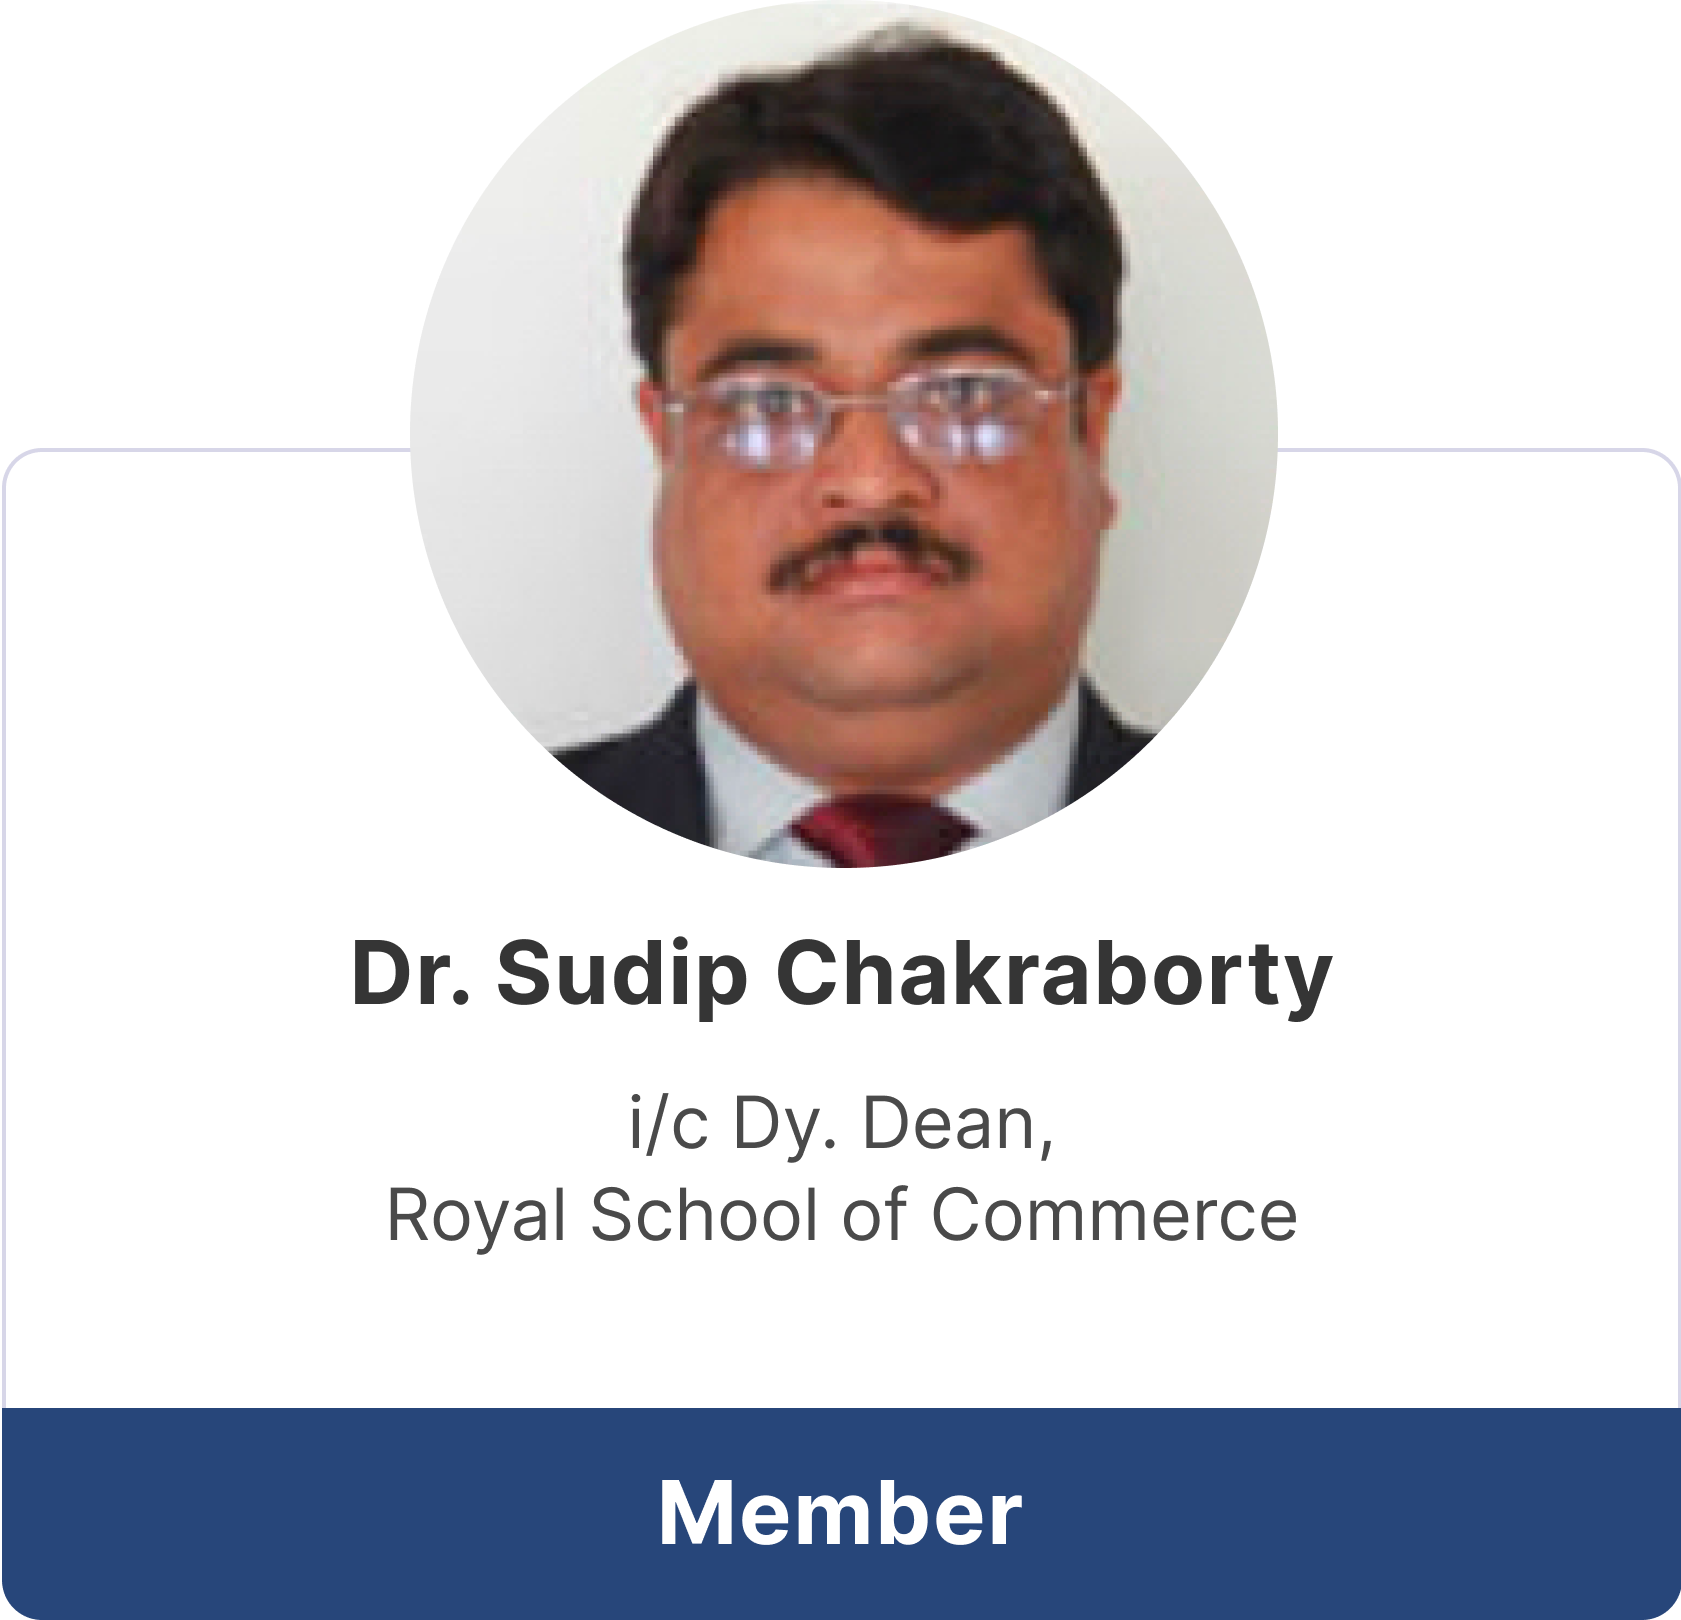 Dr. Sudip Chakraborty
i/c Dy. Dean,
Royal School of Commerce
Member